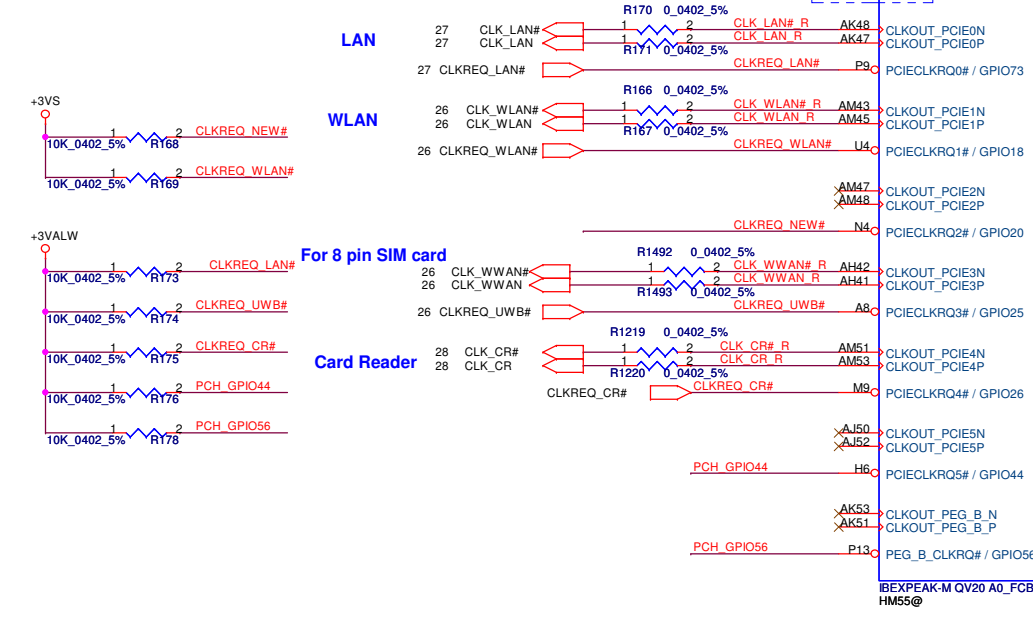 R170 0_0402_5%
LAN 27 CLK_LAN# 1 2 CLK_LAN#_R AK48 CLKOUT_PCIE0N
27 CLK_LAN 1 2 CLK_LAN_R AK47 CLKOUT_PCIE0P
R171 0_0402_5%
27 CLKREQ_LAN# CLKREQ_LAN# P9 PCIECLKRQ0# / GPIO73
R166 0_0402_5%
WLAN 26 CLK_WLAN# 1 2 CLK_WLAN#_R AM43 CLKOUT_PCIE1N
26 CLK_WLAN 1 2 CLK_WLAN_R AM45 CLKOUT_PCIE1P
R167 0_0402_5%
26 CLKREQ_WLAN# CLKREQ_WLAN# U4 PCIECLKRQ1# / GPIO18
+3VS
1 2 CLKREQ_NEW#
10K_0402_5% R168
1 2 CLKREQ_WLAN#
10K_0402_5% R169
AM47 CLKOUT_PCIE2N
AM48 CLKOUT_PCIE2P
CLKREQ_NEW# N4 PCIECLKRQ2# / GPIO20
+3VALW
1 2 CLKREQ_LAN#
10K_0402_5% R173
1 2 CLKREQ_UWB#
10K_0402_5% R174
1 2 CLKREQ_CR#
10K_0402_5% R175
1 2 PCH_GPIO44
10K_0402_5% R176
1 2 PCH_GPIO56
10K_0402_5% R178
For 8 pin SIM card
R1492 0_0402_5%
26 CLK_WWAN# 1 2 CLK_WWAN#_R AH42 CLKOUT_PCIE3N
26 CLK_WWAN 1 2 CLK_WWAN_R AH41 CLKOUT_PCIE3P
R1493 0_0402_5%
26 CLKREQ_UWB# CLKREQ_UWB# A8 PCIECLKRQ3# / GPIO25
R1219 0_0402_5%
Card Reader 28 CLK_CR# 1 2 CLK_CR#_R AM51 CLKOUT_PCIE4N
28 CLK_CR 1 2 CLK_CR_R AM53 CLKOUT_PCIE4P
R1220 0_0402_5%
CLKREQ_CR# CLKREQ_CR# M9 PCIECLKRQ4# / GPIO26
AJ50 CLKOUT_PCIE5N
AJ52 CLKOUT_PCIE5P
PCH_GPIO44 H6 PCIECLKRQ5# / GPIO44
AK53 CLKOUT_PEG_B_N
AK51 CLKOUT_PEG_B_P
PCH_GPIO56 P13 PEG_B_CLKRQ# / GPIO56
IBEXPEAK-M QV20 A0_FCB
HM55@